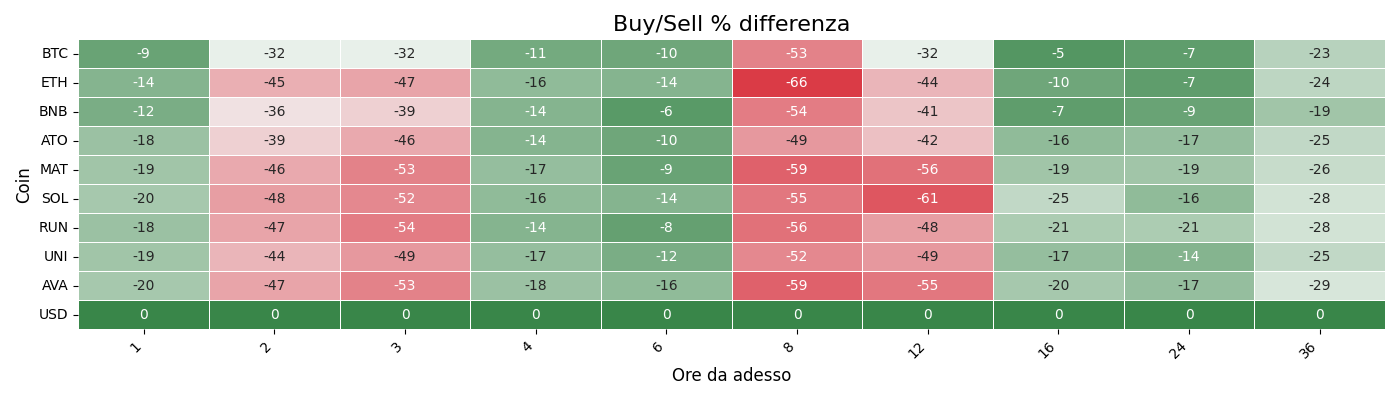 Buy/Sell % differenza
Coin
BTC -9 -32 -32 -11 -10 -53 -32 -5 -7 -23
ETH -14 -45 -47 -16 -14 -66 -44 -10 -7 -24
BNB -12 -36 -39 -14 -6 -54 -41 -7 -9 -19
ATO -18 -39 -46 -14 -10 -49 -42 -16 -17 -25
MAT -19 -46 -53 -17 -9 -59 -56 -19 -19 -26
SOL -20 -48 -52 -16 -14 -55 -61 -25 -16 -28
RUN -18 -47 -54 -14 -8 -56 -48 -21 -21 -28
UNI -19 -44 -49 -17 -12 -52 -49 -17 -14 -25
AVA -20 -47 -53 -18 -16 -59 -55 -20 -17 -29
USD 0 0 0 0 0 0 0 0 0 0
1 2 3 4 6 8 12 16 24 36
Ore da adesso